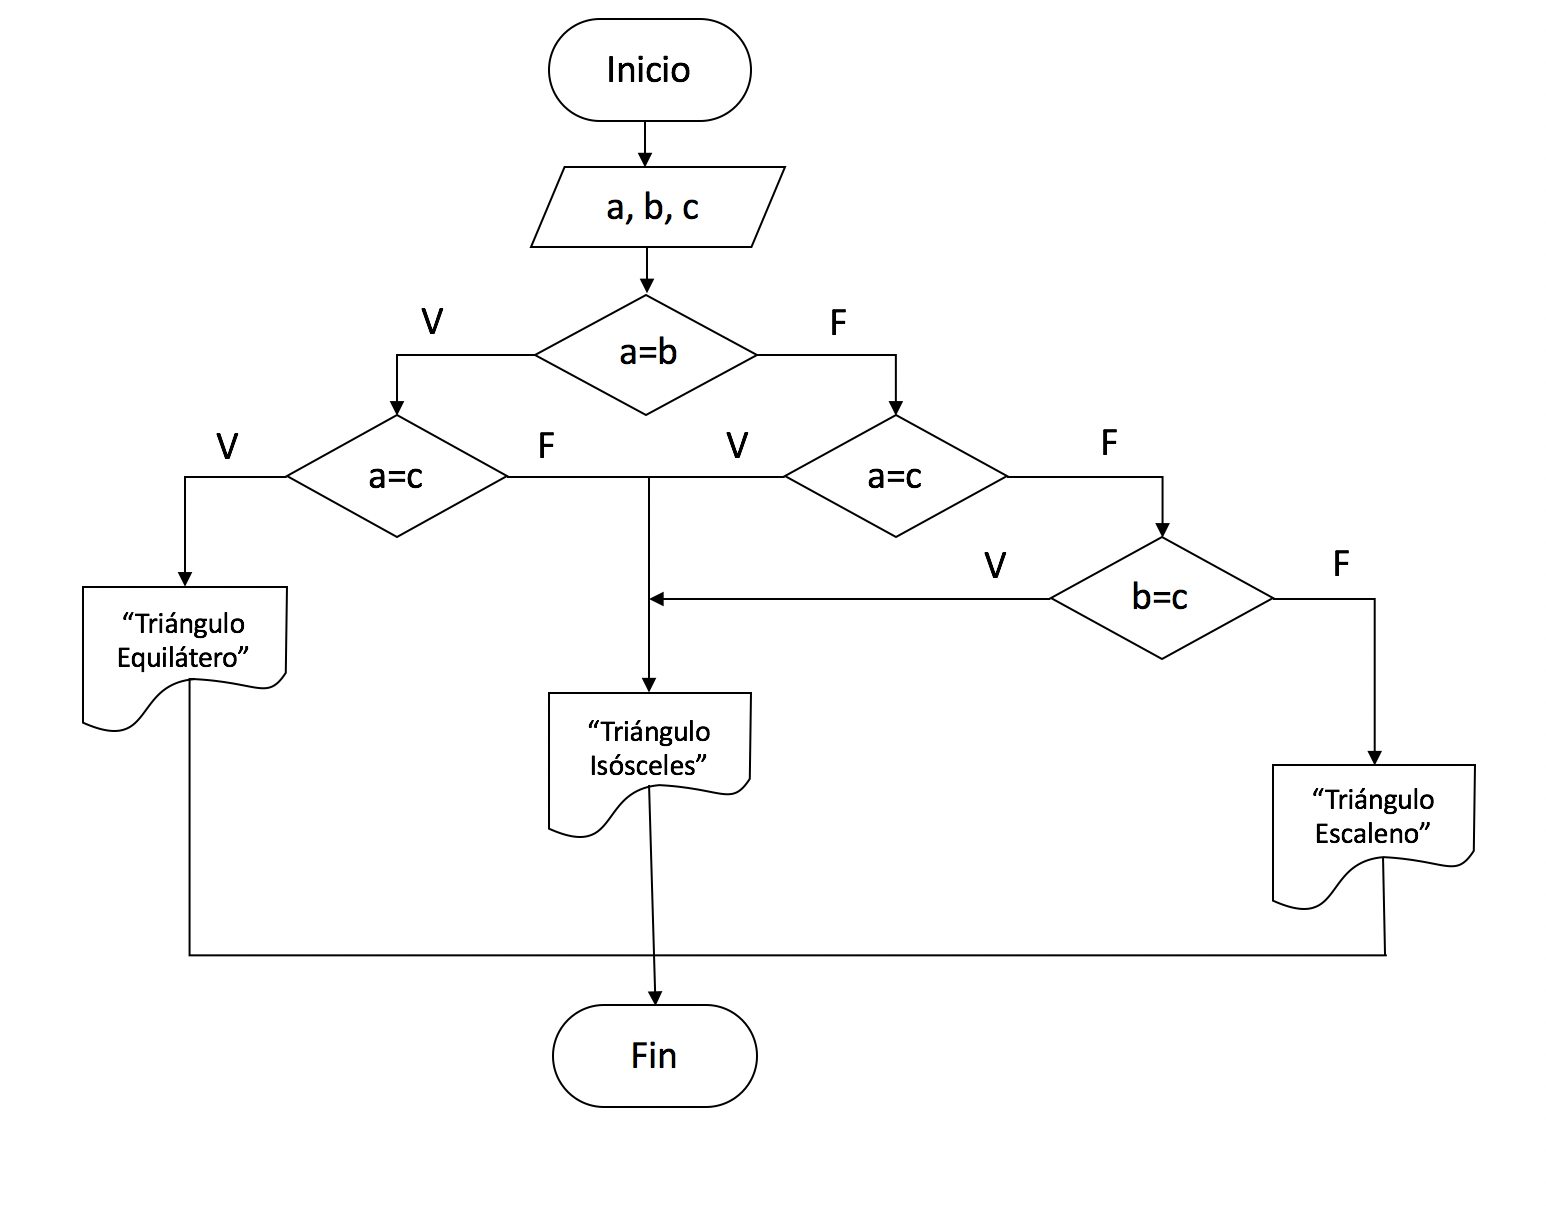 Inicio
a, b, c
V
F
a=b
V
F
V
F
a=c
a=c
V
F
b=c
“Triángulo
Equilátero”
“Triángulo
Isósceles”
“Triángulo
Escaleno”
Fin